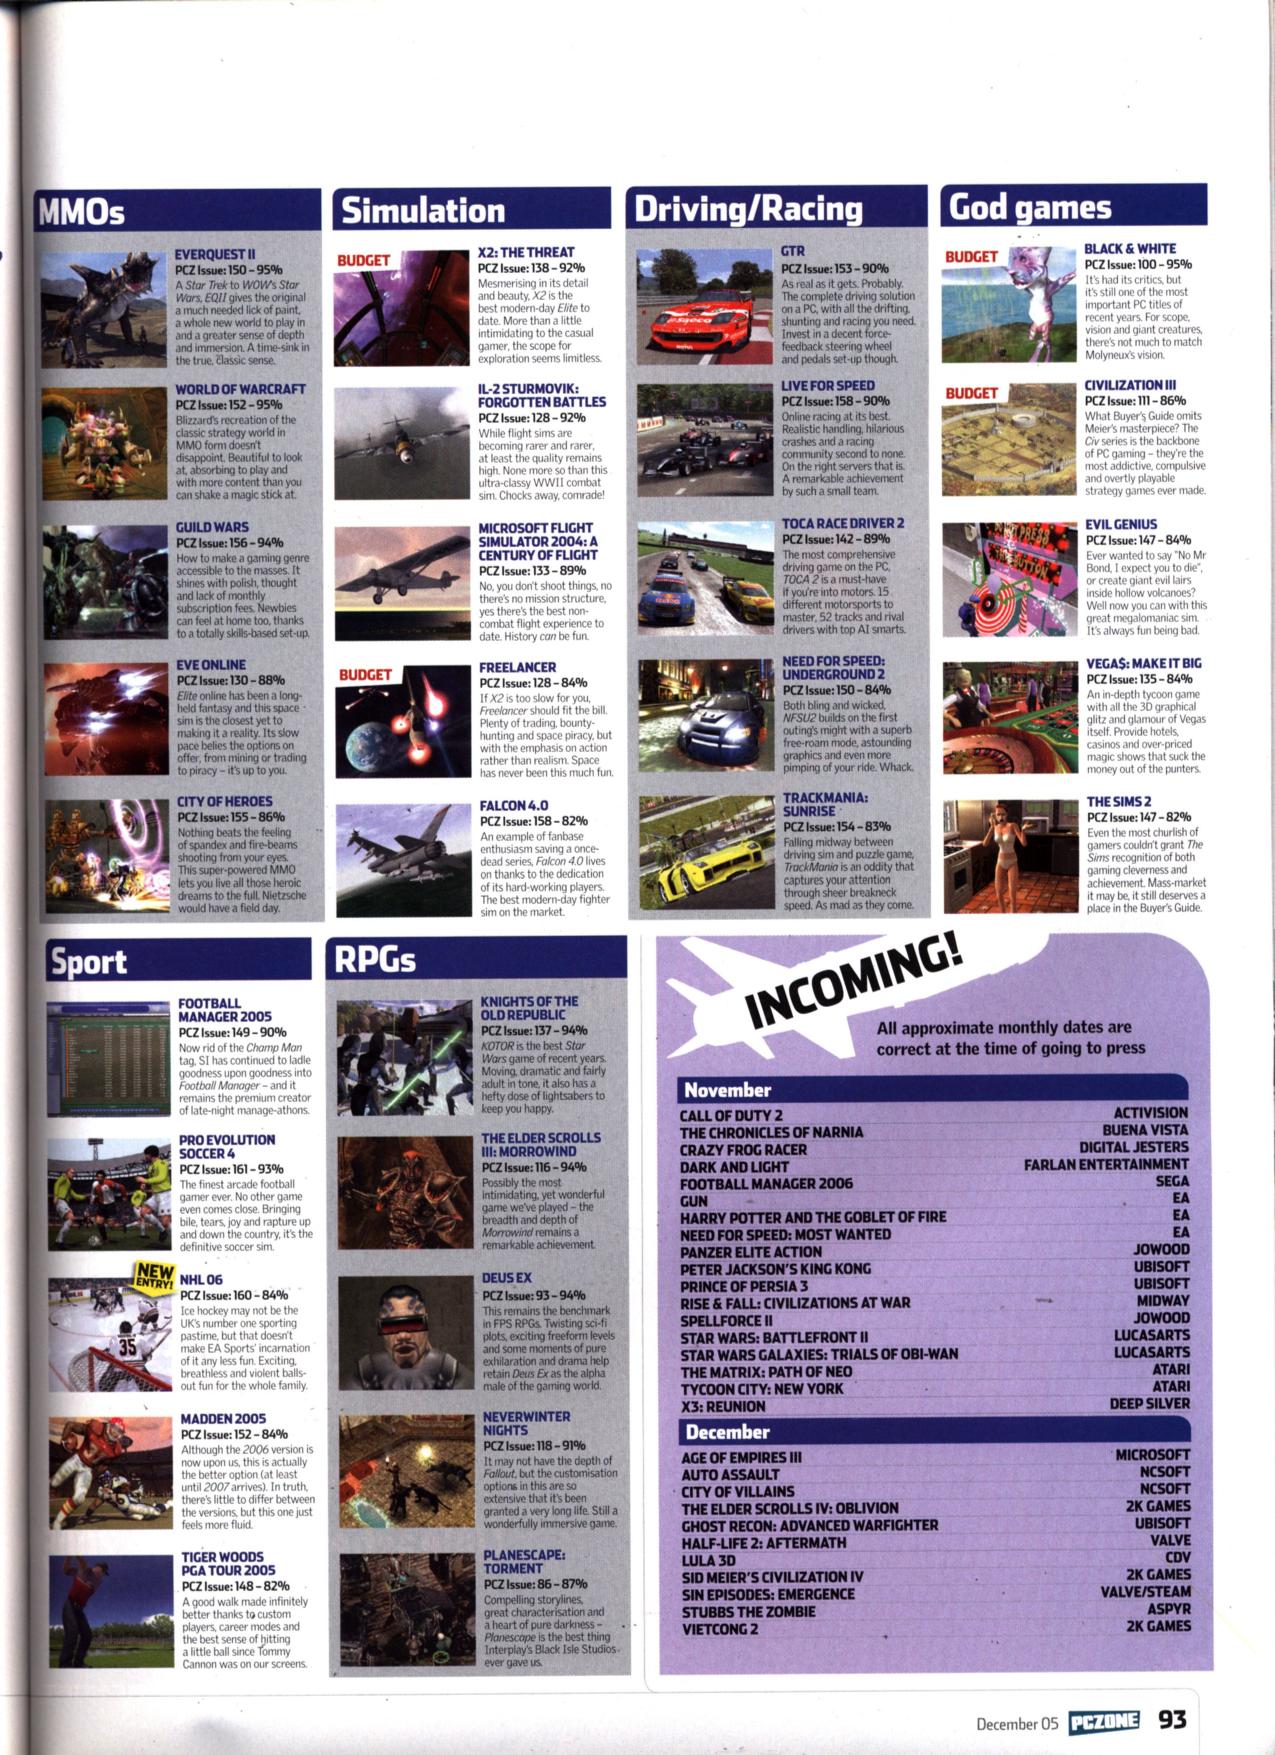 MMOs
EVERQUEST II
PCZ Issue: 150 – 95%
A Star Trek to WOW's Star
Wars, EQII gives the original
a much needed lick of paint,
a whole new world to play in
and a greater sense of depth
and immersion. A time-sink in
the true, classic sense.
WORLD OF WARCRAFT
PCZ Issue: 152 – 95%
Blizzard's recreation of the
classic strategy world in
MMO form doesn't
disappoint. Beautiful to look
at, absorbing to play and
with more content than you
can shake a magic stick at.
GUILD WARS
PCZ Issue: 156 – 94%
How to make a gaming genre
accessible to the masses. It
shines with polish, thought
and lack of monthly
subscription fees. Newbies
can feel at home too, thanks
to a totally skills-based set-up.
EVE ONLINE
PCZ Issue: 130 – 88%
Elite online has been a long-
held fantasy and this space
sim is the closest yet to
making it a reality. Its slow
pace belies the options on
offer, from mining or trading
to piracy – it's up to you.
CITY OF HEROES
PCZ Issue: 155 – 86%
Nothing beats the feeling
of spandex and fire-beams
shooting from your eyes.
This super-powered MMO
lets you live all those heroic
dreams to the full. Nietzsche
would have a field day.
Simulation
BUDGET
X2: THE THREAT
PCZ Issue: 138 – 92%
Mesmerising in its detail
and beauty, X2 is the
best modern-day Elite to
date. More than a little
intimidating to the casual
gamer, the scope for
exploration seems limitless.
IL-2 STURMOVIK:
FORGOTTEN BATTLES
PCZ Issue: 128 – 92%
While flight sims are
becoming rarer and rarer,
at least the quality remains
high. None more so than this
ultra-classy WWII combat
sim. Chocks away, comrade!
MICROSOFT FLIGHT
SIMULATOR 2004: A
CENTURY OF FLIGHT
PCZ Issue: 133 – 89%
No, you don't shoot things, no
there's no mission structure,
yes there's the best non-
combat flight experience to
date. History can be fun.
BUDGET
FREELANCER
PCZ Issue: 128 – 84%
If X2 is too slow for you,
Freelancer should fit the bill.
Plenty of trading, bounty-
hunting and space piracy, but
with the emphasis on action
rather than realism. Space
has never been this much fun.
FALCON 4.0
PCZ Issue: 158 – 82%
An example of fanbase
enthusiasm saving a once-
dead series, Falcon 4.0 lives
on thanks to the dedication
of its hard-working players.
The best modern-day fighter
sim on the market.
Driving/Racing
GTR
PCZ Issue: 153 – 90%
As real as it gets. Probably.
The complete driving solution
on a PC, with all the drifting,
shunting and racing you need.
Invest in a decent force-
feedback steering wheel
and pedals set-up though.
LIVE FOR SPEED
PCZ Issue: 158 – 90%
Online racing at its best.
Realistic handling, hilarious
crashes and a racing
community second to none.
On the right servers that is.
A remarkable achievement
by such a small team.
TOCA RACE DRIVER 2
PCZ Issue: 142 – 89%
The most comprehensive
driving game on the PC,
TOCA 2 is a must-have
if you're into motors. 15
different motorsports to
master, 52 tracks and rival
drivers with top AI smarts.
NEED FOR SPEED:
UNDERGROUND 2
PCZ Issue: 150 – 84%
Both bling and wicked,
NFSU2 builds on the first
outing's might with a superb
free-roam mode, astounding
graphics and even more
pimping of your ride. Whack.
TRACKMANIA:
SUNRISE
PCZ Issue: 154 – 83%
Falling midway between
driving sim and puzzle game,
TrackMania is an oddity that
captures your attention
through sheer breakneck
speed. As mad as they come.
God games
BUDGET
BLACK & WHITE
PCZ Issue: 100 – 95%
It's had its critics, but
it's still one of the most
important PC titles of
recent years. For scope,
vision and giant creatures,
there's not much to match
Molyneux's vision.
BUDGET
CIVILIZATION III
PCZ Issue: 111 – 86%
What Buyer's Guide omits
Meier's masterpiece? The
Civ series is the backbone
of PC gaming – they're the
most addictive, compulsive
and overtly playable
strategy games ever made.
EVIL GENIUS
PCZ Issue: 147 – 84%
Ever wanted to say "No Mr
Bond, I expect you to die",
or create giant evil lairs
inside hollow volcanoes?
Well now you can with this
great megalomaniac sim.
It's always fun being bad.
VEGA$: MAKE IT BIG
PCZ Issue: 135 – 84%
An in-depth tycoon game
with all the 3D graphical
glitz and glamour of Vegas
itself. Provide hotels,
casinos and over-priced
magic shows that suck the
money out of the punters.
THE SIMS 2
PCZ Issue: 147 – 82%
Even the most churlish of
gamers couldn't grant The
Sims recognition of both
gaming cleverness and
achievement. Mass-market
it may be, it still deserves a
place in the Buyer's Guide.
Sport
FOOTBALL
MANAGER 2005
PCZ Issue: 149 – 90%
Now rid of the Champ Man
tag, SI has continued to ladle
goodness upon goodness into
Football Manager – and it
remains the premium creator
of late-night manage-athons.
PRO EVOLUTION
SOCCER 4
PCZ Issue: 161 – 93%
The finest arcade football
gamer ever. No other game
even comes close. Bringing
bile, tears, joy and rapture up
and down the country, it's the
definitive soccer sim.
NEW
ENTRY!
35
NHL 06
PCZ Issue: 160 – 84%
Ice hockey may not be the
UK's number one sporting
pastime, but that doesn't
make EA Sports' incarnation
of it any less fun. Exciting,
breathless and violent balls-
out fun for the whole family.
MADDEN 2005
PCZ Issue: 152 – 84%
Although the 2006 version is
now upon us, this is actually
the better option (at least
until 2007 arrives). In truth,
there's little to differ between
the versions, but this one just
feels more fluid.
TIGER WOODS
PGA TOUR 2005
PCZ Issue: 148 – 82%
A good walk made infinitely
better thanks to custom
players, career modes and
the best sense of hitting
a little ball since Tommy
Cannon was on our screens.
RPGs
KNIGHTS OF THE
OLD REPUBLIC
PCZ Issue: 137 – 94%
KOTOR is the best Star
Wars game of recent years.
Moving, dramatic and fairly
adult in tone, it also has a
hefty dose of lightsabers to
keep you happy.
THE ELDER SCROLLS
III: MORROWIND
PCZ Issue: 116 – 94%
Possibly the most
intimidating, yet wonderful
game we've played – the
breadth and depth of
Morrowind remains a
remarkable achievement.
DEUS EX
PCZ Issue: 93 – 94%
This remains the benchmark
in FPS RPGs. Twisting sci-fi
plots, exciting freeform levels
and some moments of pure
exhilaration and drama help
retain Deus Ex as the alpha
male of the gaming world.
NEVERWINTER
NIGHTS
PCZ Issue: 118 – 91%
It may not have the depth of
Fallout, but the customisation
options in this are so
extensive that it's been
granted a very long life. Still a
wonderfully immersive game.
PLANESCAPE:
TORMENT
PCZ Issue: 86 – 87%
Compelling storylines,
great characterisation and
a heart of pure darkness –
Planescape is the best thing
Interplay's Black Isle Studios
ever gave us.
INCOMING!
All approximate monthly dates are
correct at the time of going to press
November
CALL OF DUTY 2 ACTIVISION
THE CHRONICLES OF NARNIA BUENA VISTA
CRAZY FROG RACER DIGITAL JESTERS
DARK AND LIGHT FARLAN ENTERTAINMENT
FOOTBALL MANAGER 2006 SEGA
GUN EA
HARRY POTTER AND THE GOBLET OF FIRE EA
NEED FOR SPEED: MOST WANTED EA
PANZER ELITE ACTION JOWOOD
PETER JACKSON'S KING KONG UBISOFT
PRINCE OF PERSIA 3 UBISOFT
RISE & FALL: CIVILIZATIONS AT WAR MIDWAY
SPELLFORCE II JOWOOD
STAR WARS: BATTLEFRONT II LUCASARTS
STAR WARS GALAXIES: TRIALS OF OBI-WAN LUCASARTS
THE MATRIX: PATH OF NEO ATARI
TYCOON CITY: NEW YORK ATARI
X3: REUNION DEEP SILVER
December
AGE OF EMPIRES III MICROSOFT
AUTO ASSAULT NCSOFT
CITY OF VILLAINS NCSOFT
THE ELDER SCROLLS IV: OBLIVION 2K GAMES
GHOST RECON: ADVANCED WARFIGHTER UBISOFT
HALF-LIFE 2: AFTERMATH VALVE
LULA 3D CDV
SID MEIER'S CIVILIZATION IV 2K GAMES
SIN EPISODES: EMERGENCE VALVE/STEAM
STUBBS THE ZOMBIE ASPYR
VIETCONG 2 2K GAMES
December 05 PCZONE 93